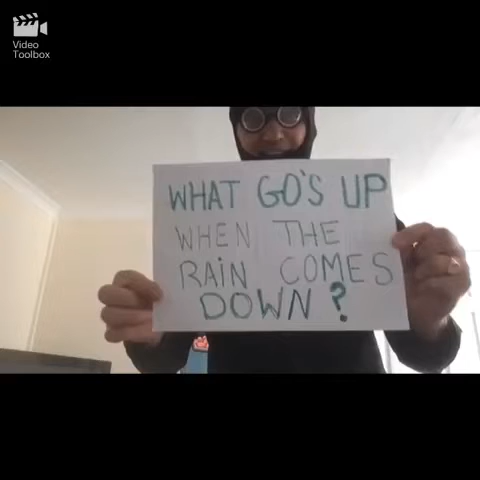 Video
Toolbox
WHAT GO'S UP
WHEN THE
RAiN COMES
DOWN?